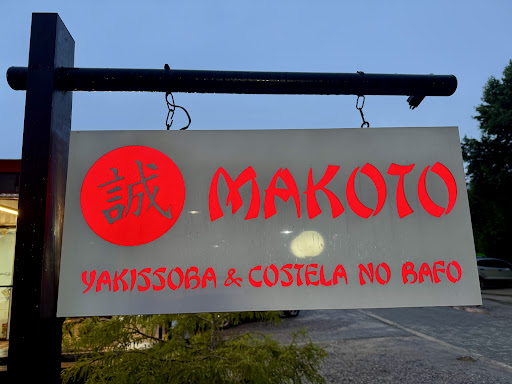 誠 MAKOTO
YAKISSOBA & COSTELA NO BAFO